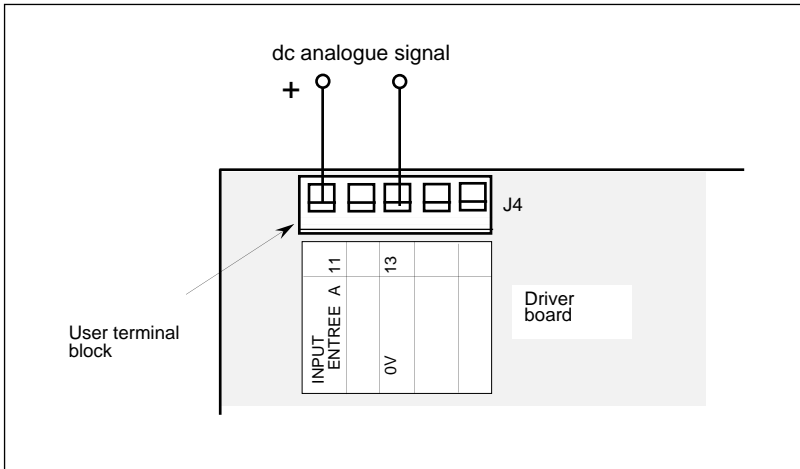 dc analogue signal
+
J4
11
13
INPUT
ENTREE A
0V
Driver
board
User terminal
block